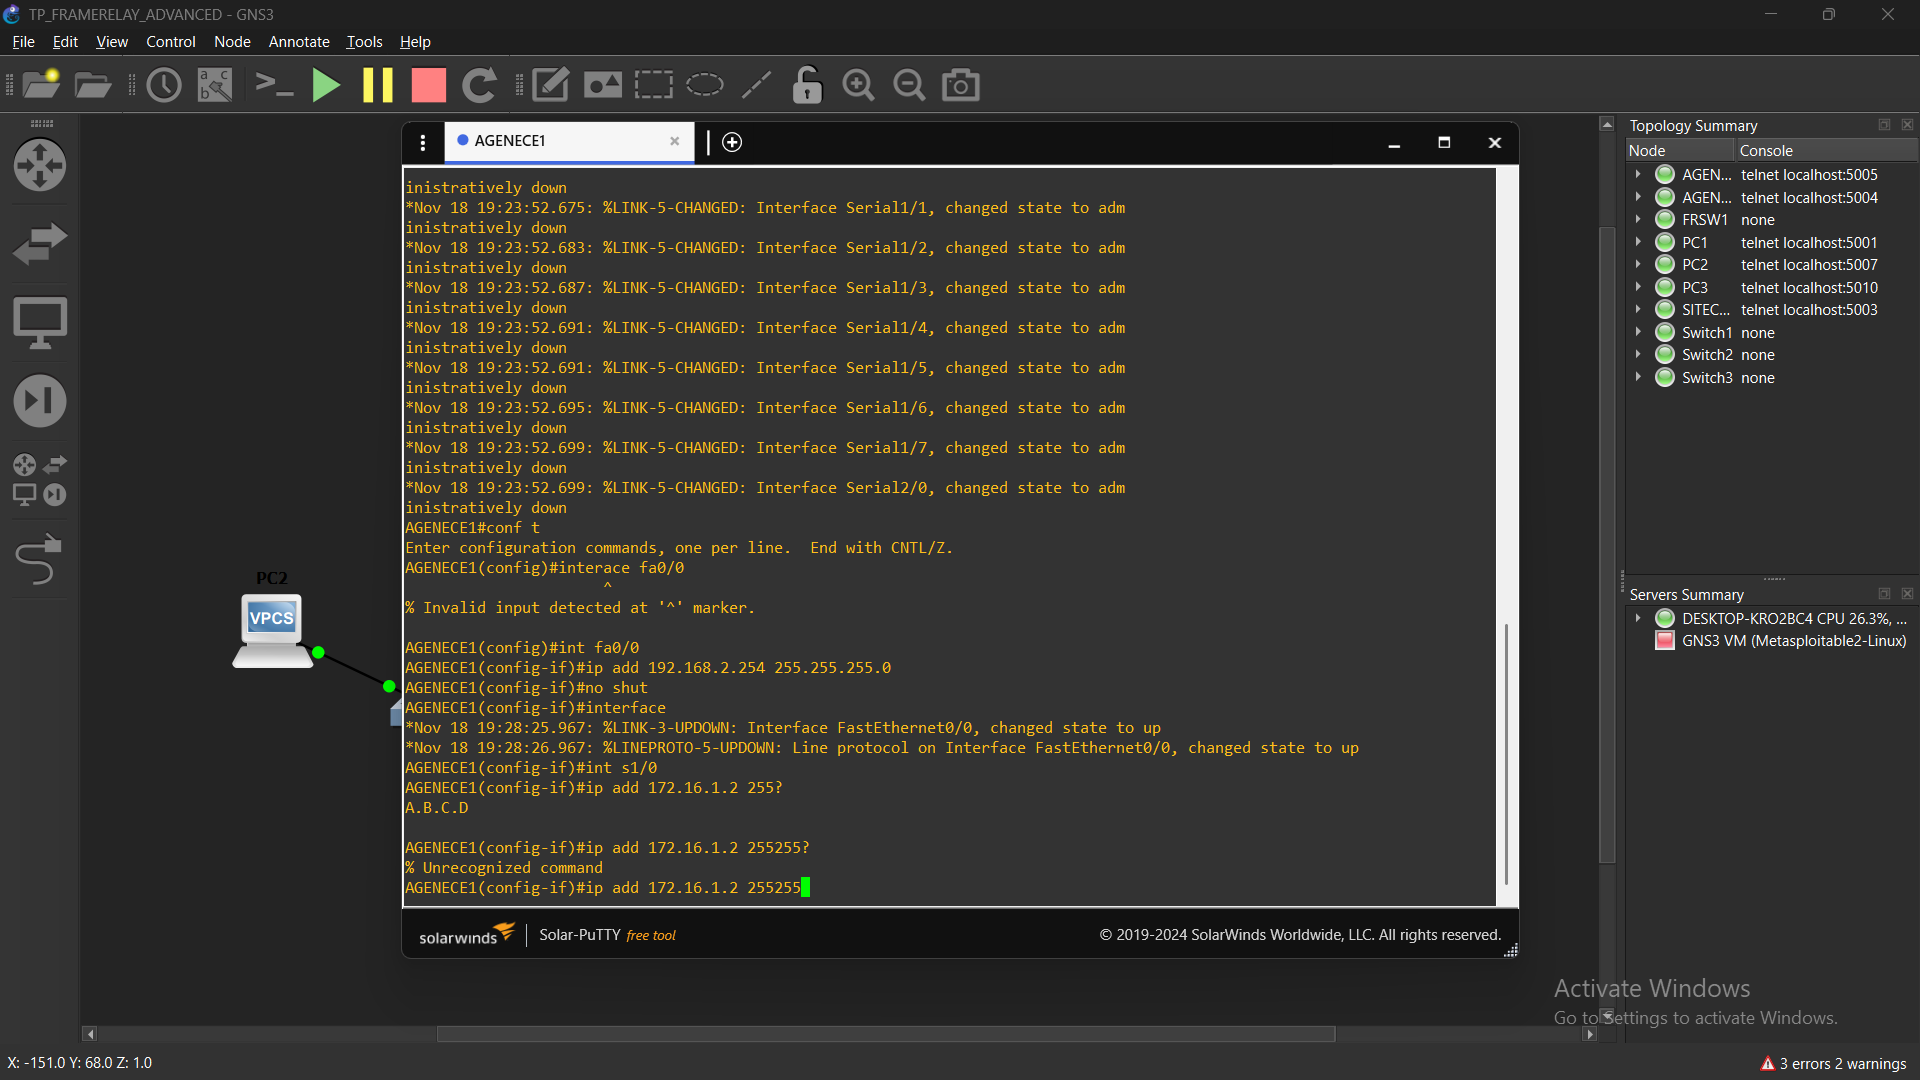 TP_FRAMERELAY_ADVANCED - GNS3
File Edit View Control Node Annotate Tools Help
a b c
AGENECE1
inistratively down
*Nov 18 19:23:52.675: %LINK-5-CHANGED: Interface Serial1/1, changed state to adm
inistratively down
*Nov 18 19:23:52.683: %LINK-5-CHANGED: Interface Serial1/2, changed state to adm
inistratively down
*Nov 18 19:23:52.687: %LINK-5-CHANGED: Interface Serial1/3, changed state to adm
inistratively down
*Nov 18 19:23:52.691: %LINK-5-CHANGED: Interface Serial1/4, changed state to adm
inistratively down
*Nov 18 19:23:52.691: %LINK-5-CHANGED: Interface Serial1/5, changed state to adm
inistratively down
*Nov 18 19:23:52.695: %LINK-5-CHANGED: Interface Serial1/6, changed state to adm
inistratively down
*Nov 18 19:23:52.699: %LINK-5-CHANGED: Interface Serial1/7, changed state to adm
inistratively down
*Nov 18 19:23:52.699: %LINK-5-CHANGED: Interface Serial2/0, changed state to adm
inistratively down
AGENECE1#conf t
Enter configuration commands, one per line.  End with CNTL/Z.
AGENECE1(config)#interace fa0/0
^
% Invalid input detected at '^' marker.
AGENECE1(config)#int fa0/0
AGENECE1(config-if)#ip add 192.168.2.254 255.255.255.0
AGENECE1(config-if)#no shut
AGENECE1(config-if)#interface
*Nov 18 19:28:25.967: %LINK-3-UPDOWN: Interface FastEthernet0/0, changed state to up
*Nov 18 19:28:26.967: %LINEPROTO-5-UPDOWN: Line protocol on Interface FastEthernet0/0, changed state to up
AGENECE1(config-if)#int s1/0
AGENECE1(config-if)#ip add 172.16.1.2 255?
A.B.C.D
AGENECE1(config-if)#ip add 172.16.1.2 255255?
% Unrecognized command
AGENECE1(config-if)#ip add 172.16.1.2 255255
solarwinds Solar-PuTTY free tool
© 2019-2024 SolarWinds Worldwide, LLC. All rights reserved.
PC2
VPCS
Topology Summary
Node Console
AGEN... telnet localhost:5005
AGEN... telnet localhost:5004
FRSW1 none
PC1 telnet localhost:5001
PC2 telnet localhost:5007
PC3 telnet localhost:5010
SITEC... telnet localhost:5003
Switch1 none
Switch2 none
Switch3 none
Servers Summary
DESKTOP-KRO2BC4 CPU 26.3%, ...
GNS3 VM (Metasploitable2-Linux)
Activate Windows
Go to Settings to activate Windows.
X: -151.0 Y: 68.0 Z: 1.0
3 errors 2 warnings